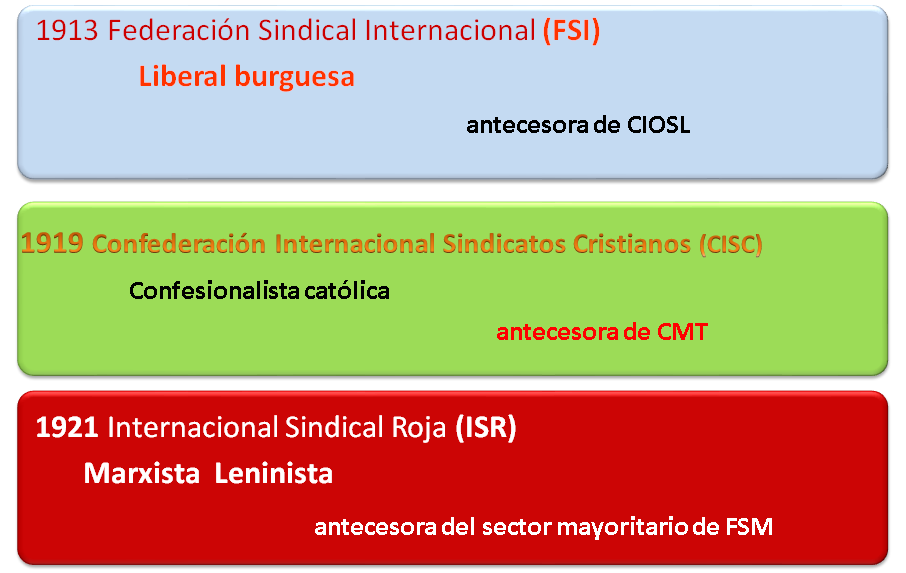 1913 Federación Sindical Internacional (FSI)
Liberal burguesa
antecesora de CIOSL
1919 Confederación Internacional Sindicatos Cristianos (CISC)
Confesionalista católica
antecesora de CMT
1921 Internacional Sindical Roja (ISR)
Marxista Leninista
antecesora del sector mayoritario de FSM